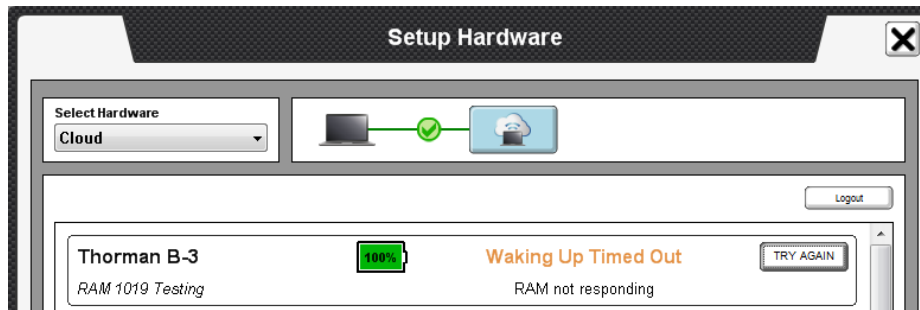 Setup Hardware
Select Hardware
Cloud
Logout
Thorman B-3
100%
Waking Up Timed Out
TRY AGAIN
RAM 1019 Testing
RAM not responding